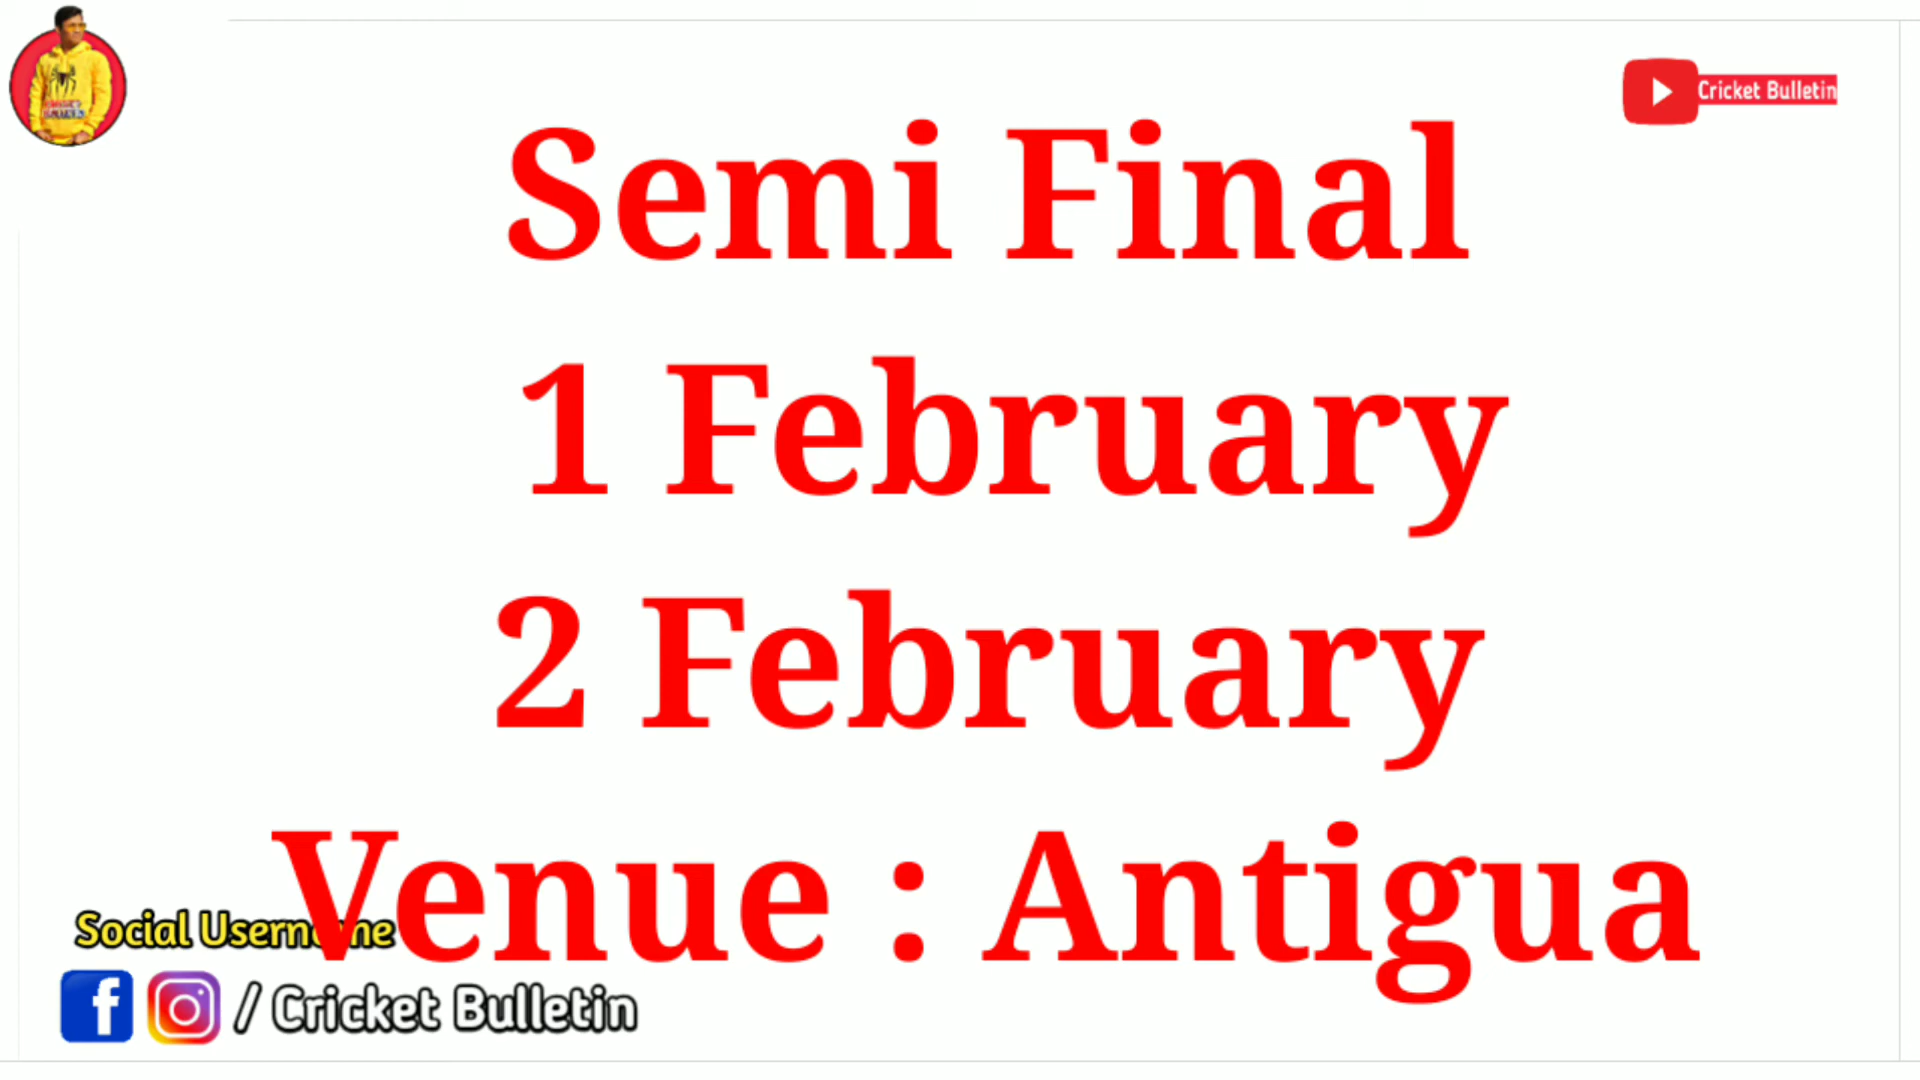 Cricket Bulletin
Semi Final
1 February
2 February
Venue : Antigua
Social Username
/ Cricket Bulletin